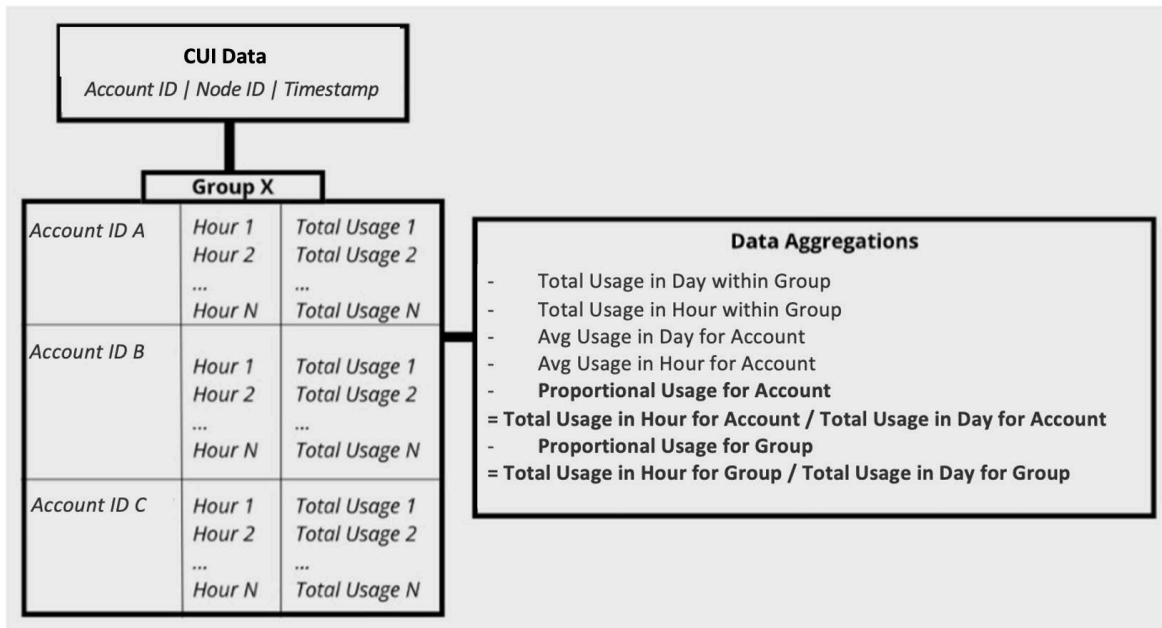 CUI Data
Account ID | Node ID | Timestamp
Group X
Account ID A
Hour 1 Total Usage 1
Hour 2 Total Usage 2
... ...
Hour N Total Usage N
Account ID B
Hour 1 Total Usage 1
Hour 2 Total Usage 2
... ...
Hour N Total Usage N
Account ID C
Hour 1 Total Usage 1
Hour 2 Total Usage 2
... ...
Hour N Total Usage N
Data Aggregations
- Total Usage in Day within Group
- Total Usage in Hour within Group
- Avg Usage in Day for Account
- Avg Usage in Hour for Account
- Proportional Usage for Account
= Total Usage in Hour for Account / Total Usage in Day for Account
- Proportional Usage for Group
= Total Usage in Hour for Group / Total Usage in Day for Group